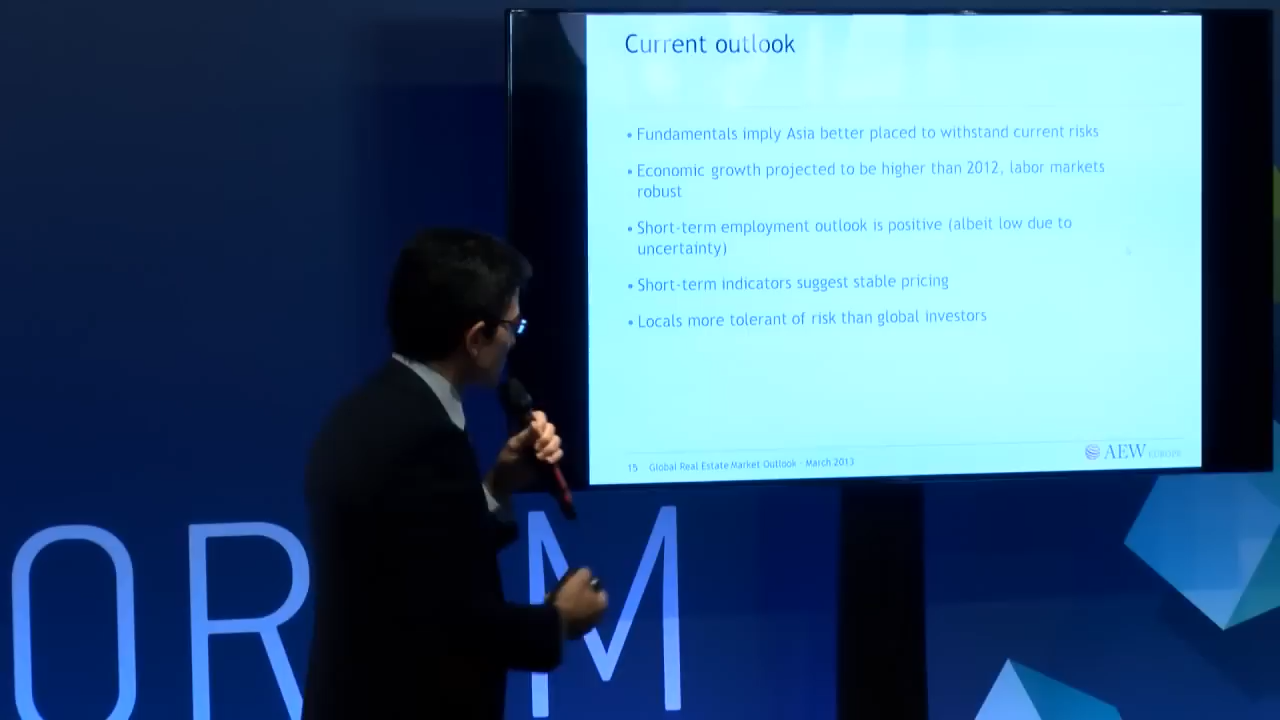 Current outlook
• Fundamentals imply Asia better placed to withstand current risks
• Economic growth projected to be higher than 2012, labor markets
robust
• Short-term employment outlook is positive (albeit low due to
uncertainty)
• Short-term indicators suggest stable pricing
• Locals more tolerant of risk than global investors
15 Global Real Estate Market Outlook - March 2013
AEW EUROPE
OR M